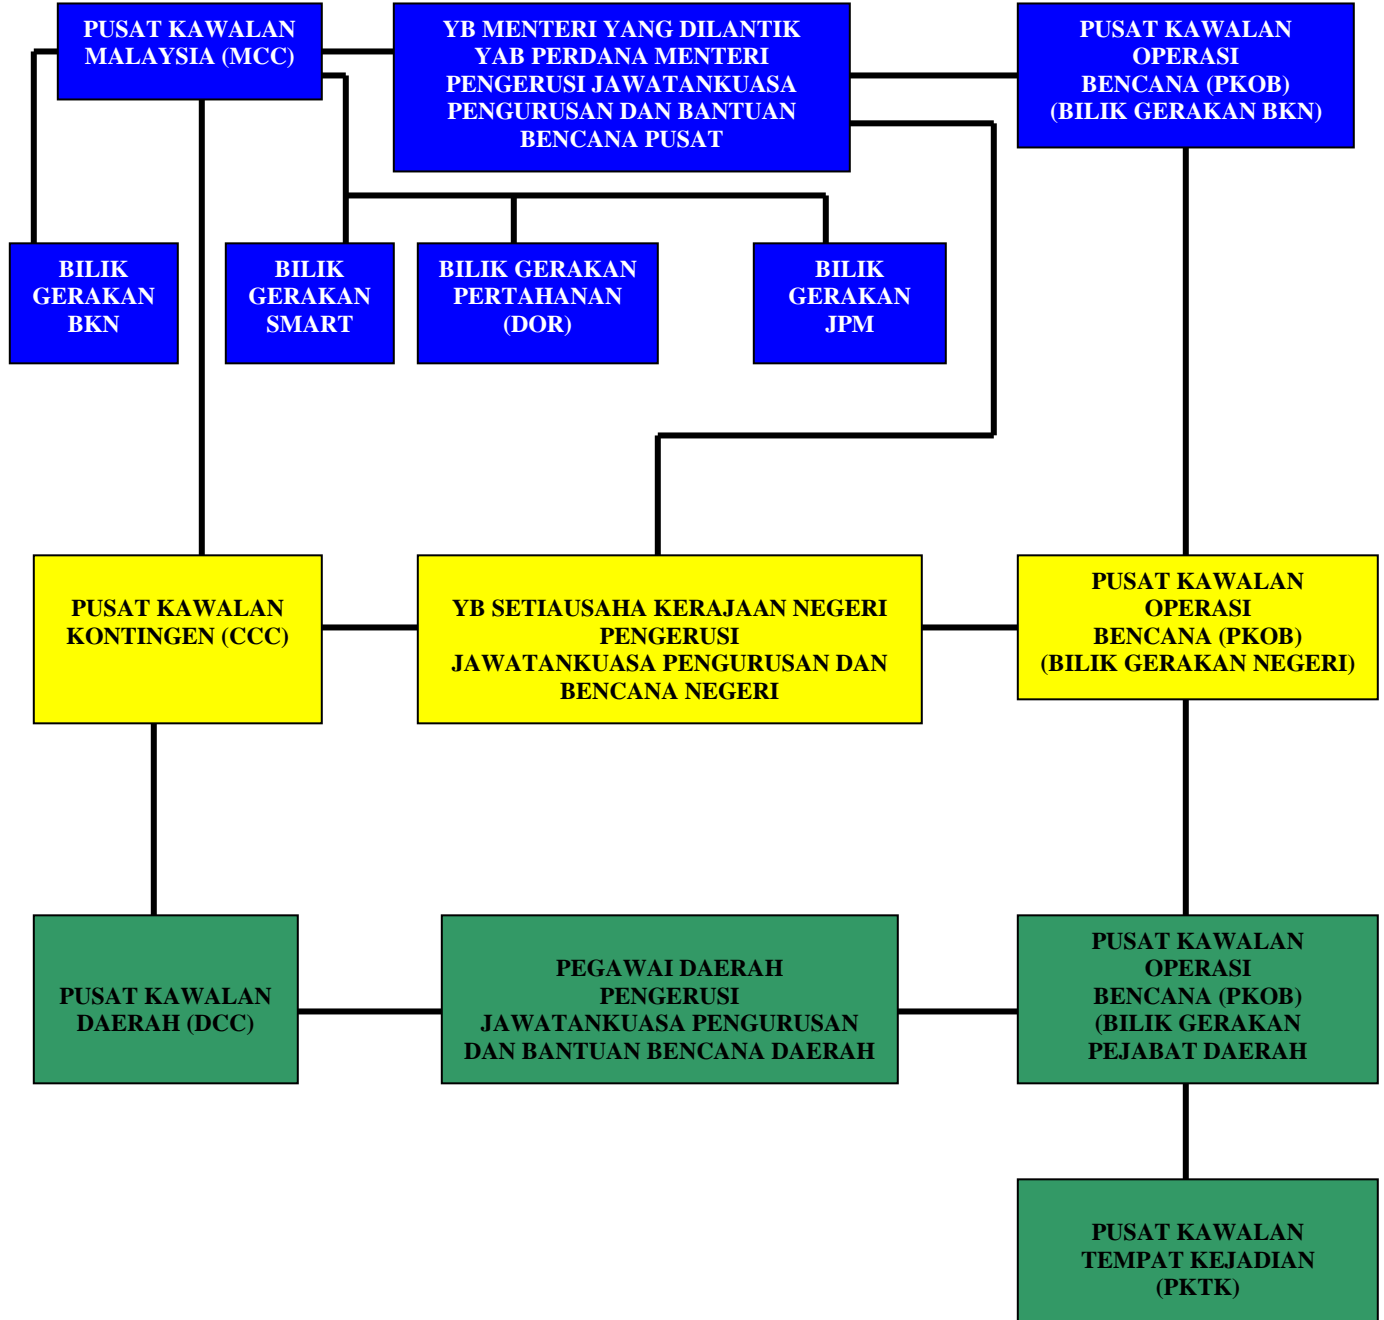 PUSAT KAWALAN
MALAYSIA (MCC)
YB MENTERI YANG DILANTIK
YAB PERDANA MENTERI
PENGERUSI JAWATANKUASA
PENGURUSAN DAN BANTUAN
BENCANA PUSAT
PUSAT KAWALAN
OPERASI
BENCANA (PKOB)
(BILIK GERAKAN BKN)
BILIK
GERAKAN
BKN
BILIK
GERAKAN
SMART
BILIK GERAKAN
PERTAHANAN
(DOR)
BILIK
GERAKAN
JPM
PUSAT KAWALAN
KONTINGEN (CCC)
YB SETIAUSAHA KERAJAAN NEGERI
PENGERUSI
JAWATANKUASA PENGURUSAN DAN
BENCANA NEGERI
PUSAT KAWALAN
OPERASI
BENCANA (PKOB)
(BILIK GERAKAN NEGERI)
PUSAT KAWALAN
DAERAH (DCC)
PEGAWAI DAERAH
PENGERUSI
JAWATANKUASA PENGURUSAN
DAN BANTUAN BENCANA DAERAH
PUSAT KAWALAN
OPERASI
BENCANA (PKOB)
(BILIK GERAKAN
PEJABAT DAERAH
PUSAT KAWALAN
TEMPAT KEJADIAN
(PKTK)